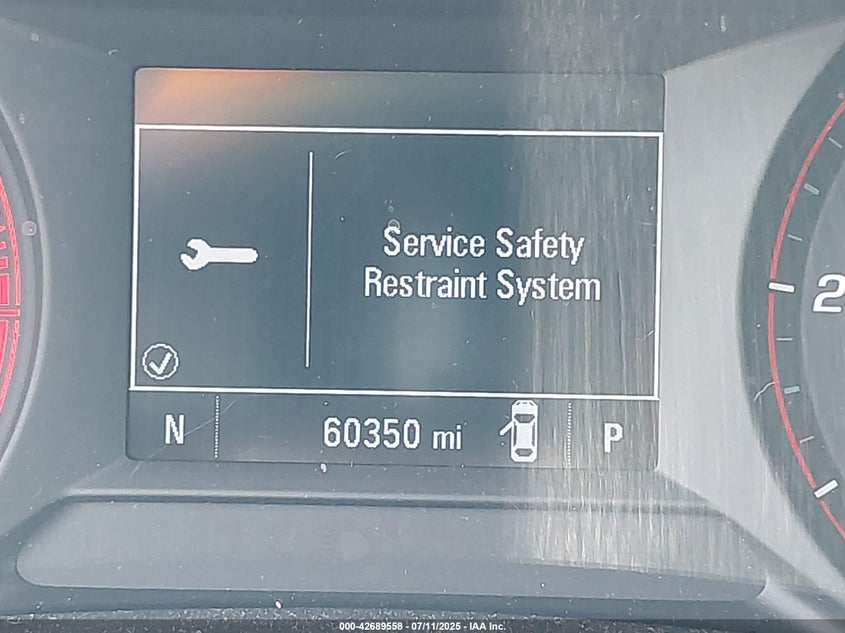 Service Safety
Restraint System
N 60350 mi P
2
000-42689558 - 07/11/2025 - IAA Inc.